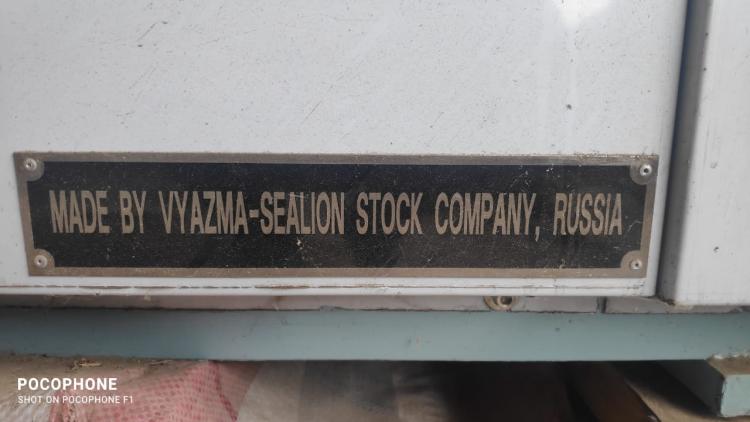 MADE BY VYAZMA-SEALION STOCK COMPANY, RUSSIA
POCOPHONE
SHOT ON POCOPHONE F1